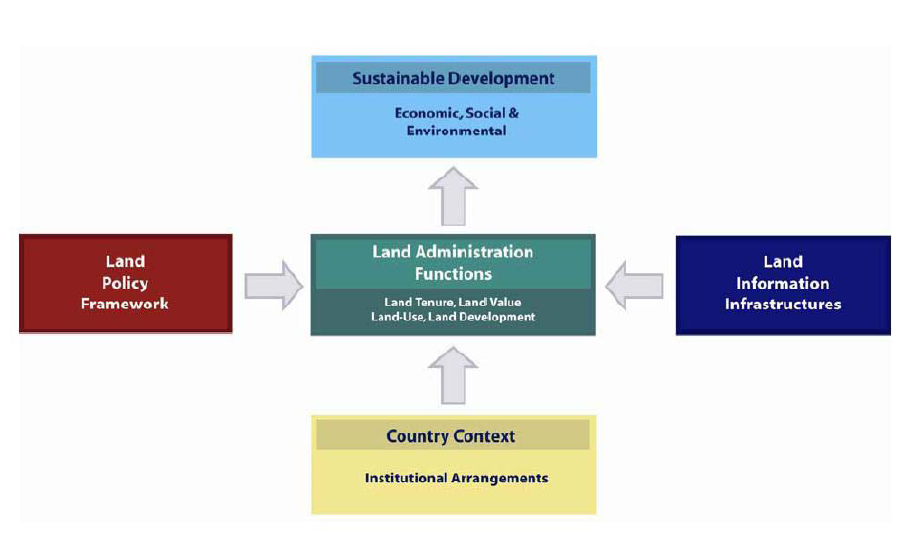 Sustainable Development
Economic, Social &
Environmental
Land
Policy
Framework
Land Administration
Functions
Land Tenure, Land Value
Land-Use, Land Development
Land
Information
Infrastructures
Country Context
Institutional Arrangements